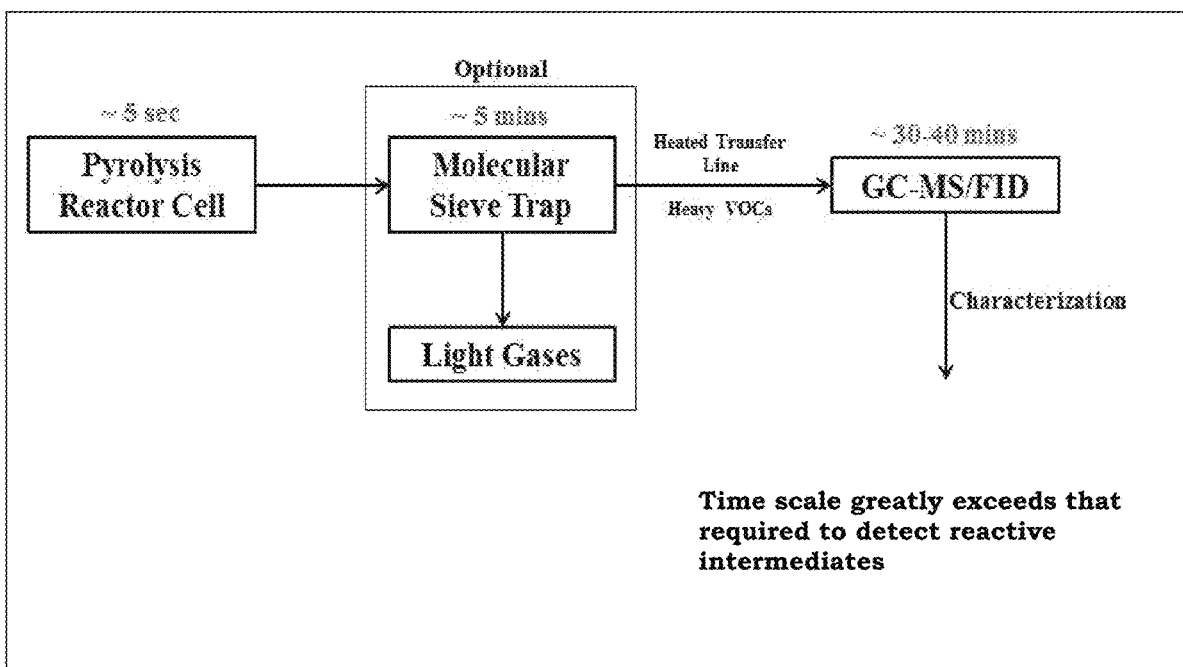 Optional
~ 5 sec
Pyrolysis
Reactor Cell
~ 5 mins
Molecular
Sieve Trap
Light Gases
Heated Transfer
Line
Heavy VOCs
~ 30-40 mins
GC-MS/FID
Characterization
Time scale greatly exceeds that
required to detect reactive
intermediates